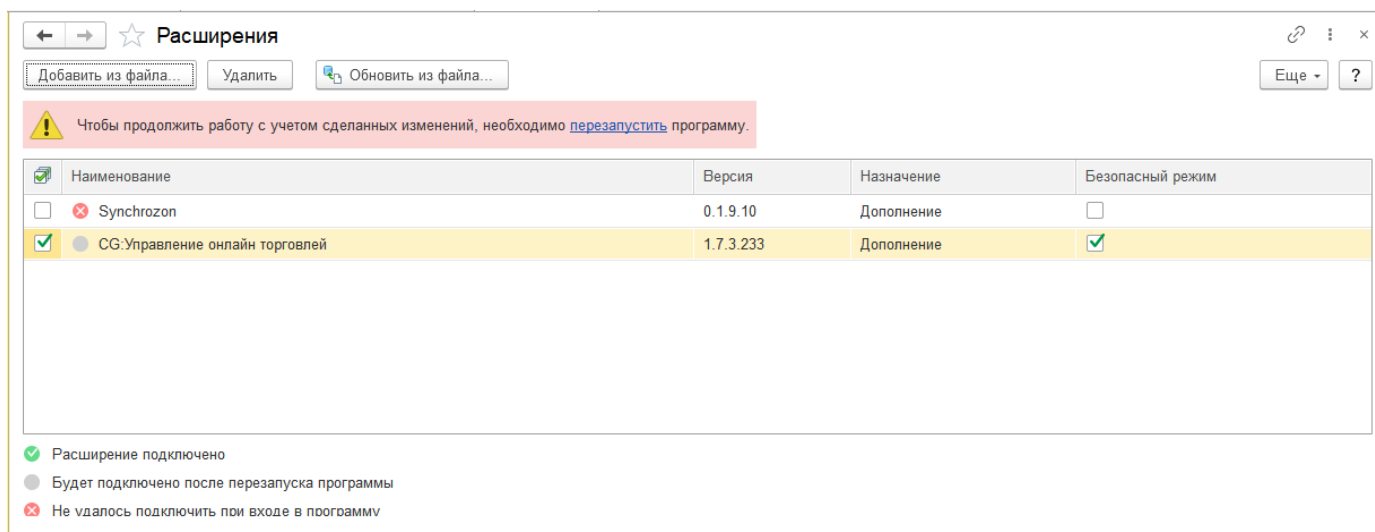 Расширения
Добавить из файла... Удалить Обновить из файла... Еще ?
Чтобы продолжить работу с учетом сделанных изменений, необходимо перезапустить программу.
Наименование Версия Назначение Безопасный режим
Synchrozon 0.1.9.10 Дополнение
CG:Управление онлайн торговлей 1.7.3.233 Дополнение
Расширение подключено
Будет подключено после перезапуска программы
Не удалось подключить при входе в программу